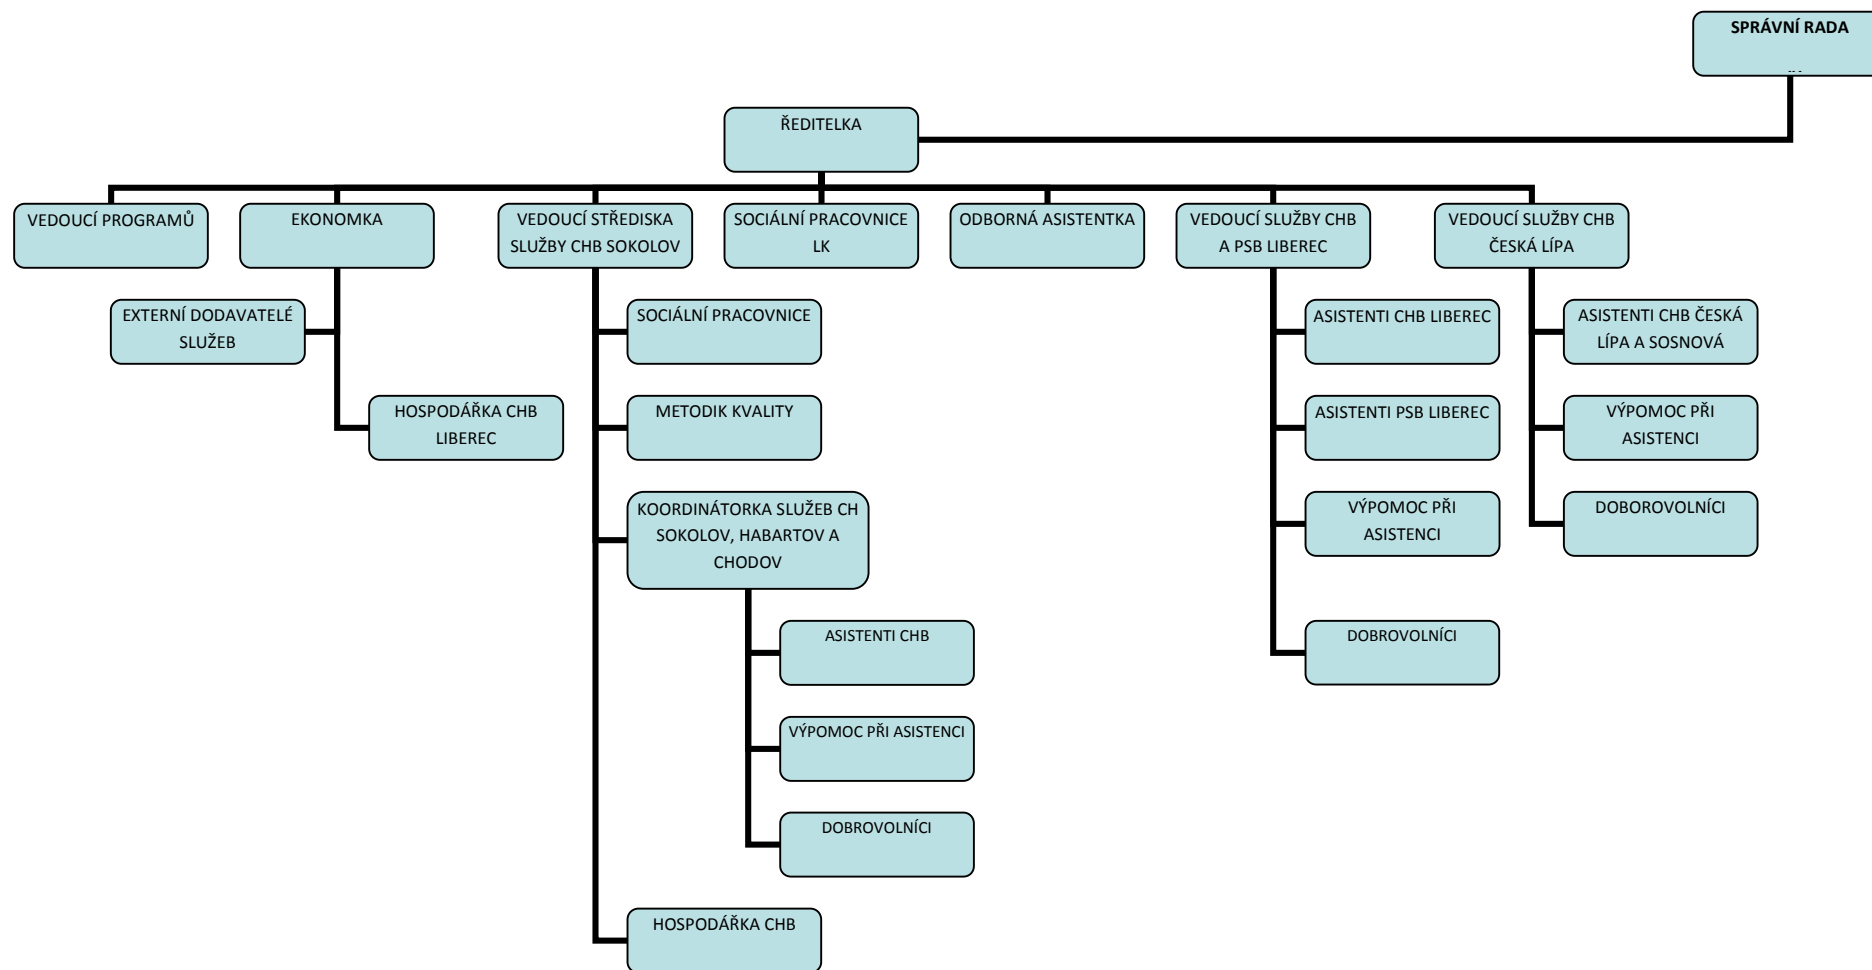 SPRÁVNÍ RADA
ŘEDITELKA
VEDOUCÍ PROGRAMŮ
EKONOMKA
VEDOUCÍ STŘEDISKA
SLUŽBY CHB SOKOLOV
SOCIÁLNÍ PRACOVNICE
LK
ODBORNÁ ASISTENTKA
VEDOUCÍ SLUŽBY CHB
A PSB LIBEREC
VEDOUCÍ SLUŽBY CHB
ČESKÁ LÍPA
EXTERNÍ DODAVATELÉ
SLUŽEB
HOSPODÁŘKA CHB
LIBEREC
SOCIÁLNÍ PRACOVNICE
METODIK KVALITY
KOORDINÁTORKA SLUŽEB CH
SOKOLOV, HABARTOV A
CHODOV
ASISTENTI CHB
VÝPOMOC PŘI ASISTENCI
DOBROVOLNÍCI
HOSPODÁŘKA CHB
ASISTENTI CHB LIBEREC
ASISTENTI PSB LIBEREC
VÝPOMOC PŘI
ASISTENCI
DOBROVOLNÍCI
ASISTENTI CHB ČESKÁ
LÍPA A SOSNOVÁ
VÝPOMOC PŘI
ASISTENCI
DOBOROVOLNÍCI